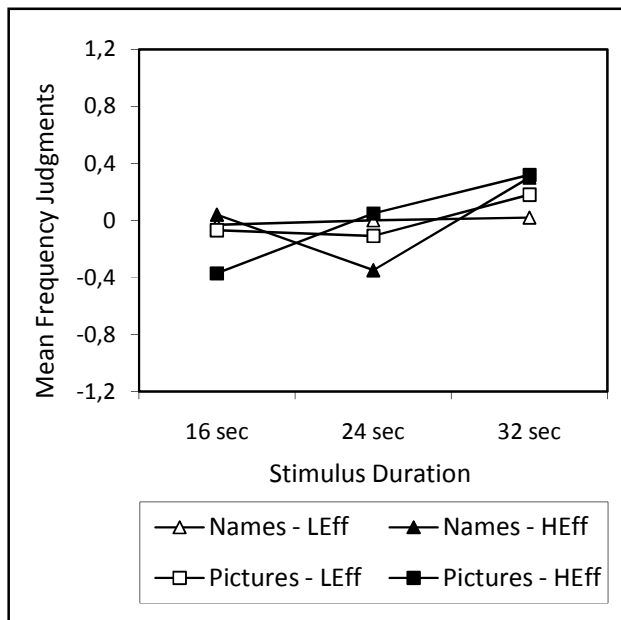 1,2
0,8
0,4
0
-0,4
-0,8
-1,2
Mean Frequency Judgments
16 sec 24 sec 32 sec
Stimulus Duration
Names - LEff Names - HEff
Pictures - LEff Pictures - HEff